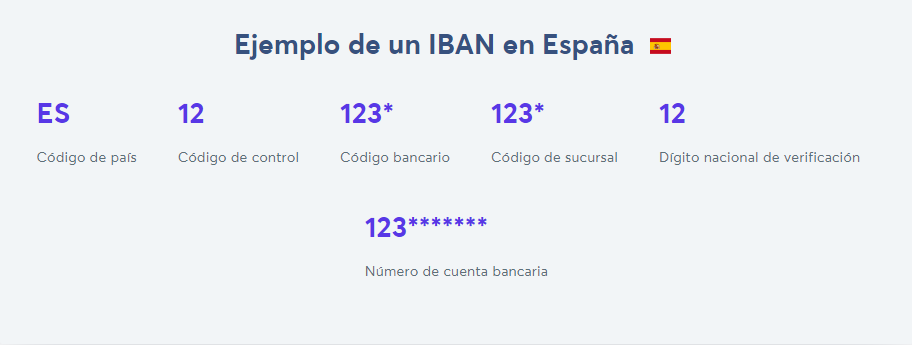 Ejemplo de un IBAN en España
ES 12 123* 123* 12
Código de país Código de control Código bancario Código de sucursal Dígito nacional de verificación
123*******
Número de cuenta bancaria